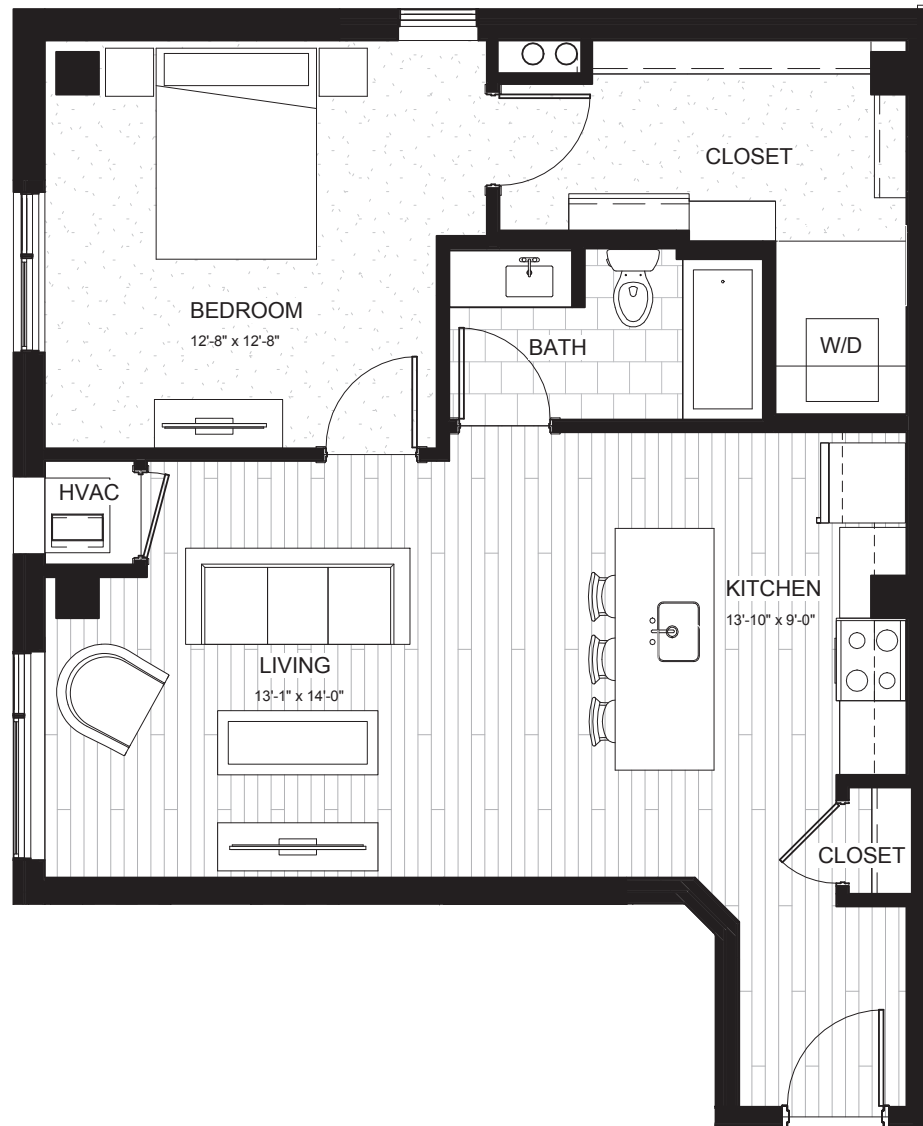 CLOSET
BEDROOM
12'-8" x 12'-8"
BATH
W/D
HVAC
KITCHEN
13'-10" x 9'-0"
LIVING
13'-1" x 14'-0"
CLOSET